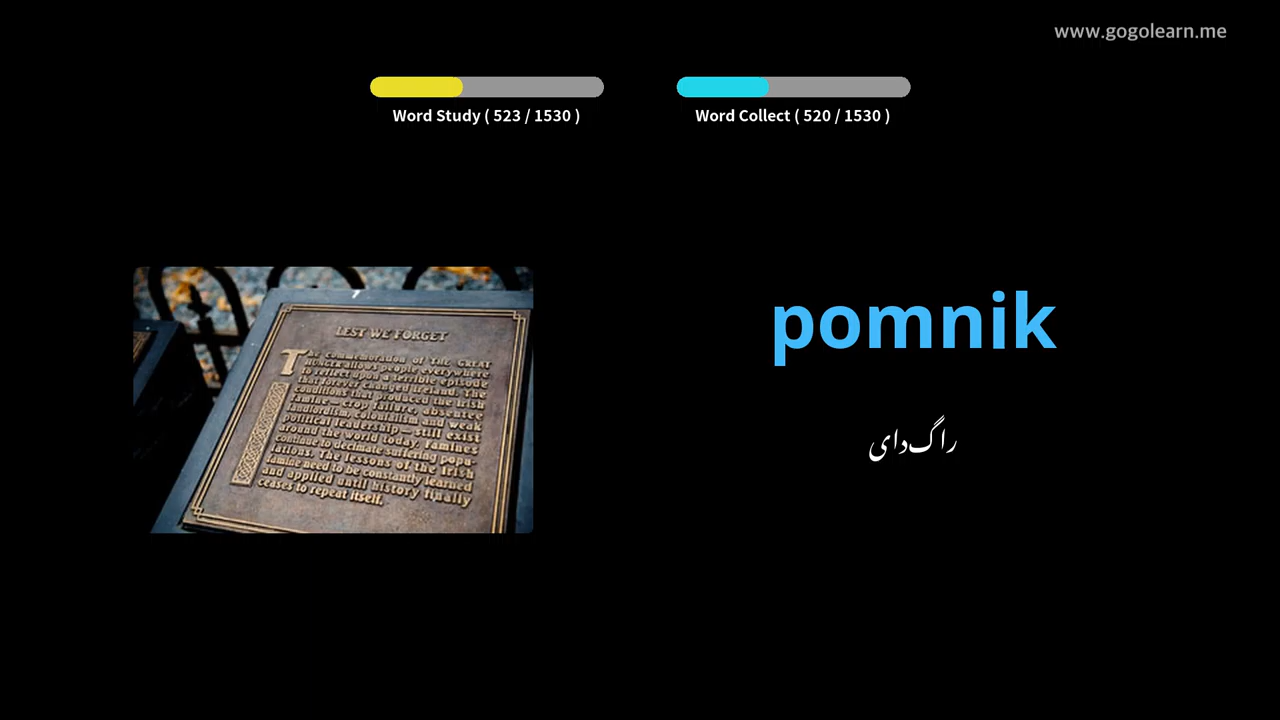 www.gogolearn.me
Word Study ( 523 / 1530 )
Word Collect ( 520 / 1530 )
LEST WE FORGET
The commemoration of THE GREAT
HUNGER allows people everywhere
to reflect upon a terrible episode
that forever changed Ireland. The
conditions that produced the Irish
famine — crop failure, absentee
landlordism, colonialism and weak
political leadership — still exist
around the world today. Famines
continue to decimate suffering popu-
lations. The lessons of the Irish
famine need to be constantly learned
and applied until history finally
ceases to repeat itself.
pomnik
راگ‌دای